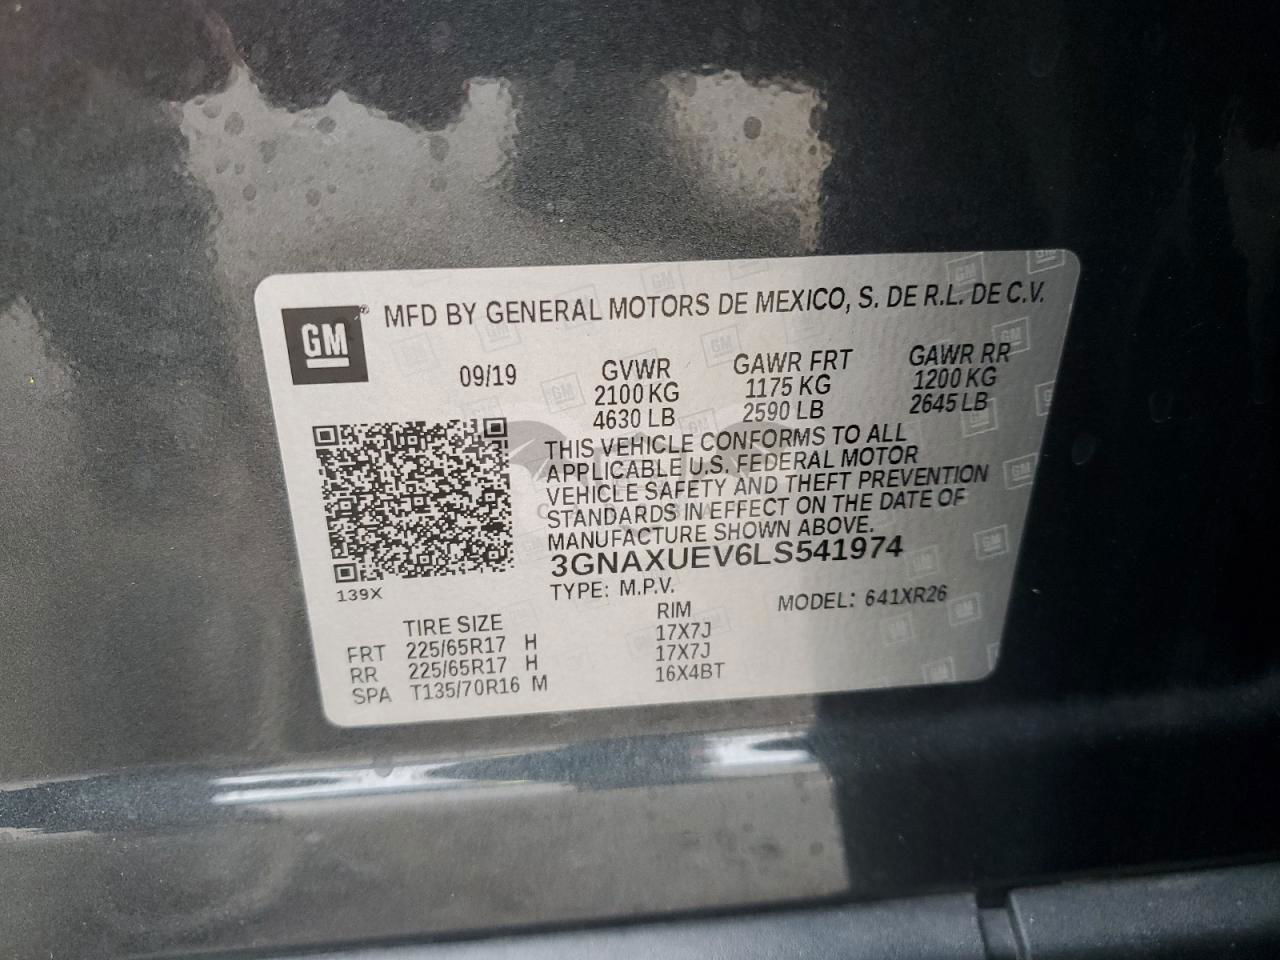 GM ® MFD BY GENERAL MOTORS DE MEXICO, S. DE R.L. DE C.V.
09/19
GVWR GAWR FRT GAWR RR
2100 KG 1175 KG 1200 KG
4630 LB 2590 LB 2645 LB
THIS VEHICLE CONFORMS TO ALL
APPLICABLE U.S. FEDERAL MOTOR
VEHICLE SAFETY AND THEFT PREVENTION
STANDARDS IN EFFECT ON THE DATE OF
MANUFACTURE SHOWN ABOVE.
3GNAXUEV6LS541974
TYPE: M.P.V. MODEL: 641XR26
139X
TIRE SIZE RIM
FRT 225/65R17 H 17X7J
RR 225/65R17 H 17X7J
SPA T135/70R16 M 16X4BT